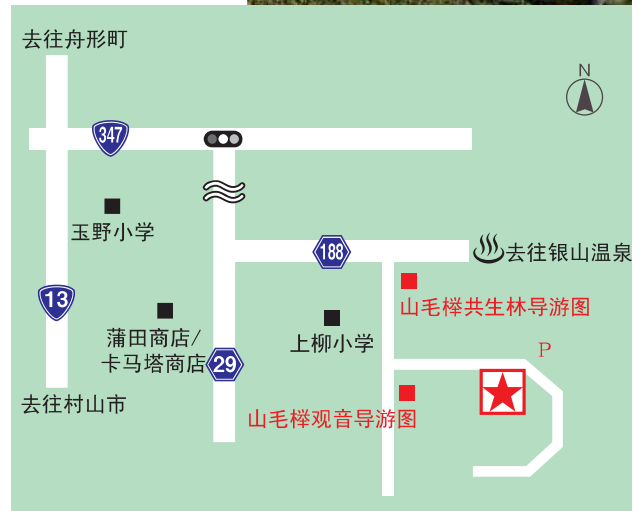 去往舟形町
N
347
玉野小学
188
去往银山温泉
13
山毛榉共生林导游图
蒲田商店/
卡马塔商店
29
上柳小学
P
去往村山市
山毛榉观音导游图